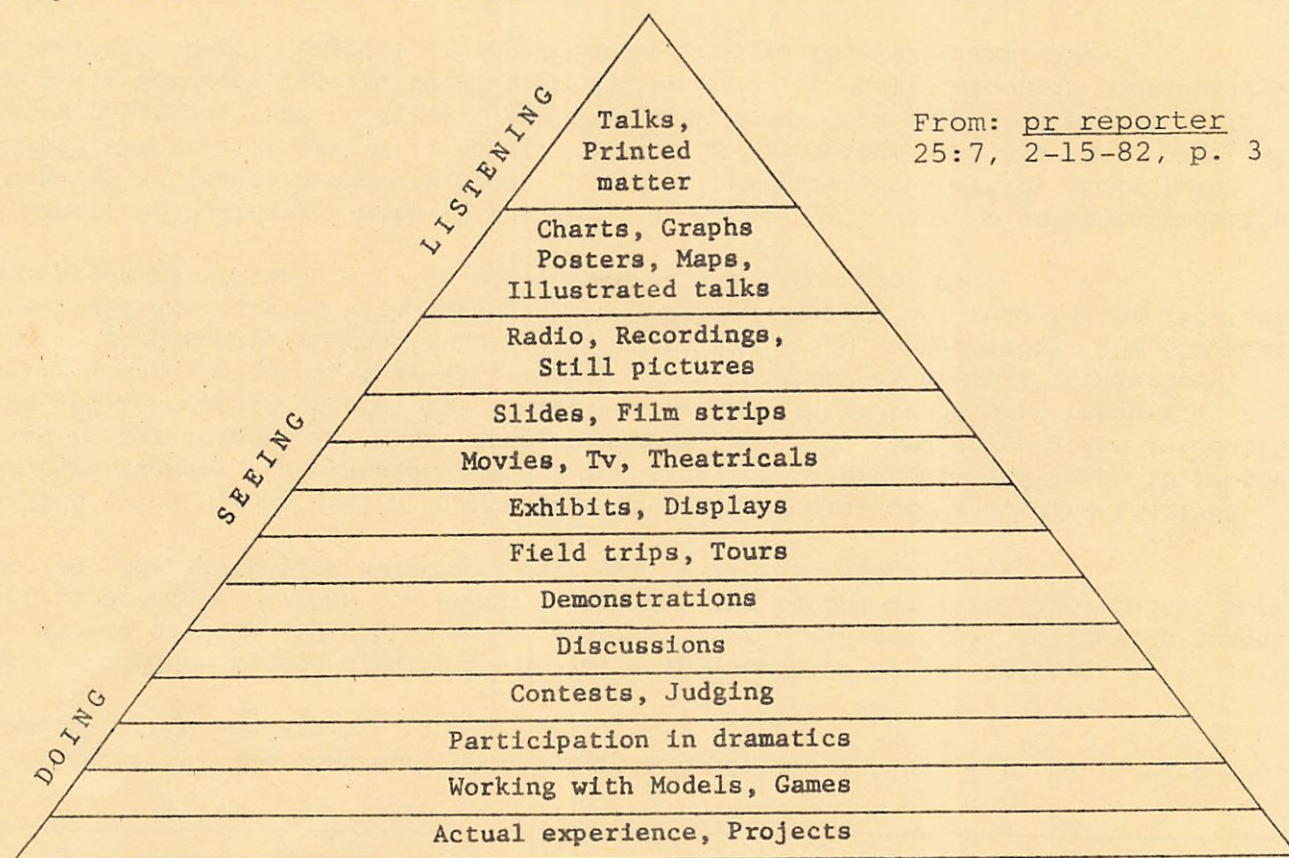 LISTENING
Talks,
Printed
matter
From: pr reporter
25:7, 2-15-82, p. 3
Charts, Graphs
Posters, Maps,
Illustrated talks
Radio, Recordings,
Still pictures
SEEING
Slides, Film strips
Movies, Tv, Theatricals
Exhibits, Displays
Field trips, Tours
Demonstrations
Discussions
DOING
Contests, Judging
Participation in dramatics
Working with Models, Games
Actual experience, Projects